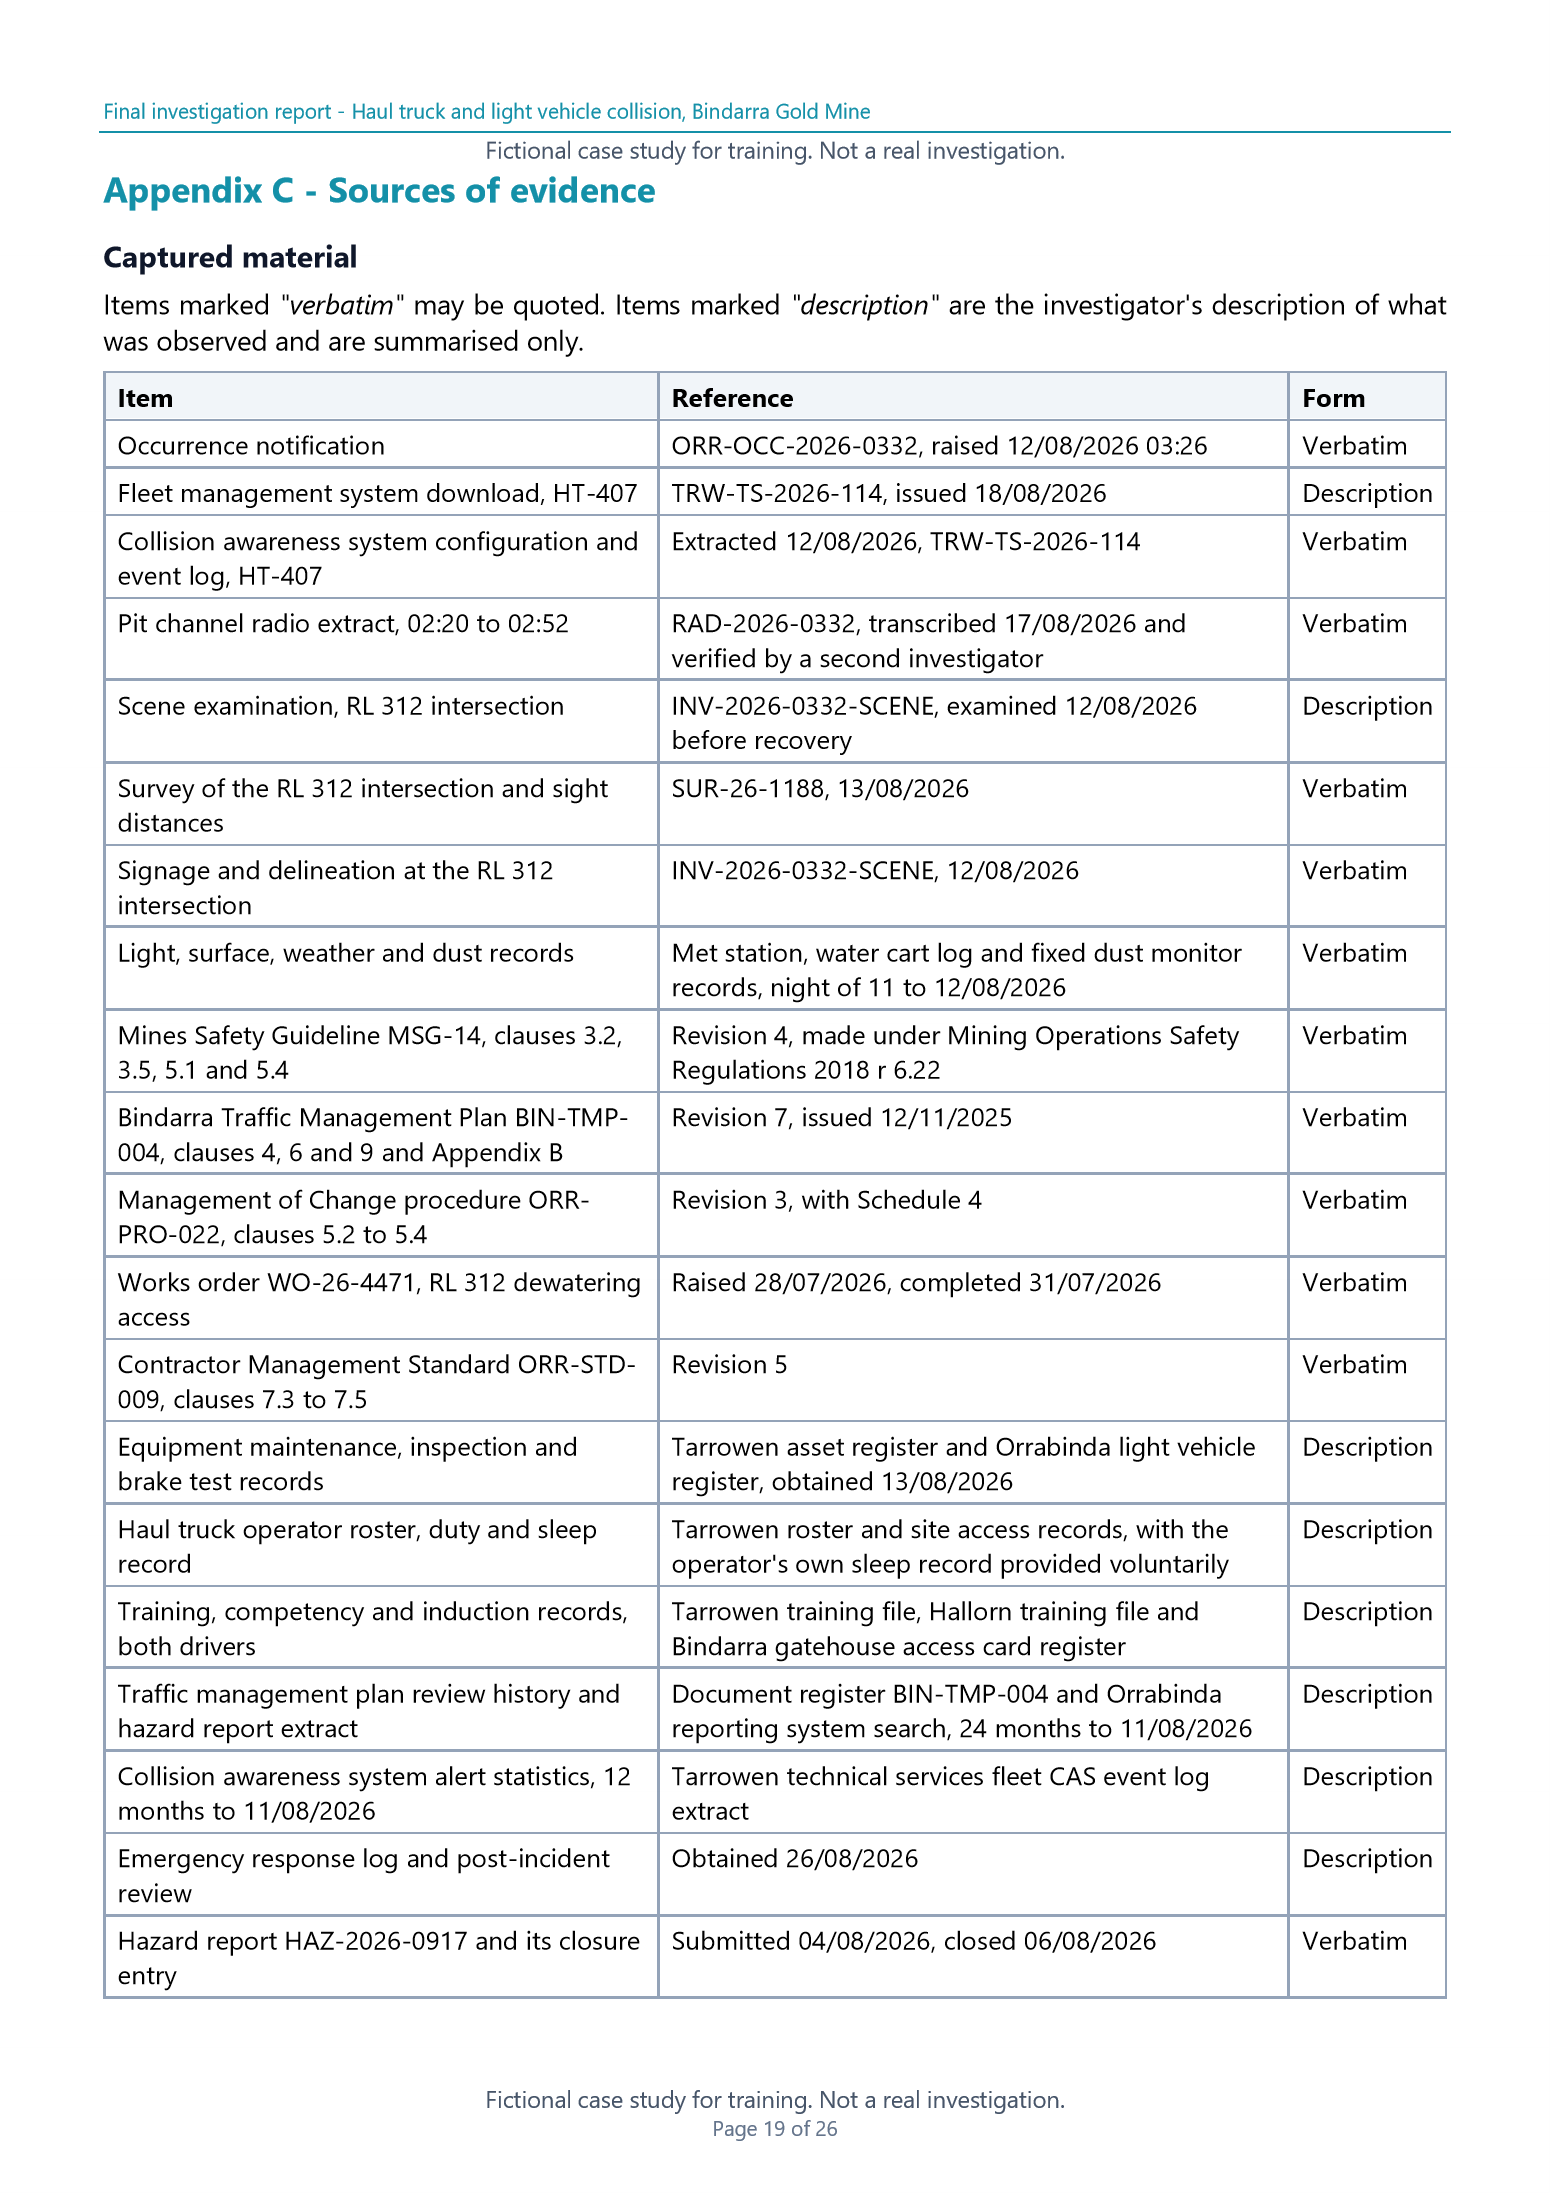 Final investigation report - Haul truck and light vehicle collision, Bindarra Gold Mine
Fictional case study for training. Not a real investigation.
Appendix C - Sources of evidence
Captured material
Items marked "verbatim" may be quoted. Items marked "description" are the investigator's description of what
was observed and are summarised only.
Item Reference Form
Occurrence notification ORR-OCC-2026-0332, raised 12/08/2026 03:26 Verbatim
Fleet management system download, HT-407 TRW-TS-2026-114, issued 18/08/2026 Description
Collision awareness system configuration and Extracted 12/08/2026, TRW-TS-2026-114 Verbatim
event log, HT-407
Pit channel radio extract, 02:20 to 02:52 RAD-2026-0332, transcribed 17/08/2026 and Verbatim
verified by a second investigator
Scene examination, RL 312 intersection INV-2026-0332-SCENE, examined 12/08/2026 Description
before recovery
Survey of the RL 312 intersection and sight SUR-26-1188, 13/08/2026 Verbatim
distances
Signage and delineation at the RL 312 INV-2026-0332-SCENE, 12/08/2026 Verbatim
intersection
Light, surface, weather and dust records Met station, water cart log and fixed dust monitor Verbatim
records, night of 11 to 12/08/2026
Mines Safety Guideline MSG-14, clauses 3.2, Revision 4, made under Mining Operations Safety Verbatim
3.5, 5.1 and 5.4 Regulations 2018 r 6.22
Bindarra Traffic Management Plan BIN-TMP- Revision 7, issued 12/11/2025 Verbatim
004, clauses 4, 6 and 9 and Appendix B
Management of Change procedure ORR- Revision 3, with Schedule 4 Verbatim
PRO-022, clauses 5.2 to 5.4
Works order WO-26-4471, RL 312 dewatering Raised 28/07/2026, completed 31/07/2026 Verbatim
access
Contractor Management Standard ORR-STD- Revision 5 Verbatim
009, clauses 7.3 to 7.5
Equipment maintenance, inspection and Tarrowen asset register and Orrabinda light vehicle Description
brake test records register, obtained 13/08/2026
Haul truck operator roster, duty and sleep Tarrowen roster and site access records, with the Description
record operator's own sleep record provided voluntarily
Training, competency and induction records, Tarrowen training file, Hallorn training file and Description
both drivers Bindarra gatehouse access card register
Traffic management plan review history and Document register BIN-TMP-004 and Orrabinda Description
hazard report extract reporting system search, 24 months to 11/08/2026
Collision awareness system alert statistics, 12 Tarrowen technical services fleet CAS event log Description
months to 11/08/2026 extract
Emergency response log and post-incident Obtained 26/08/2026 Description
review
Hazard report HAZ-2026-0917 and its closure Submitted 04/08/2026, closed 06/08/2026 Verbatim
entry
Fictional case study for training. Not a real investigation.
Page 19 of 26